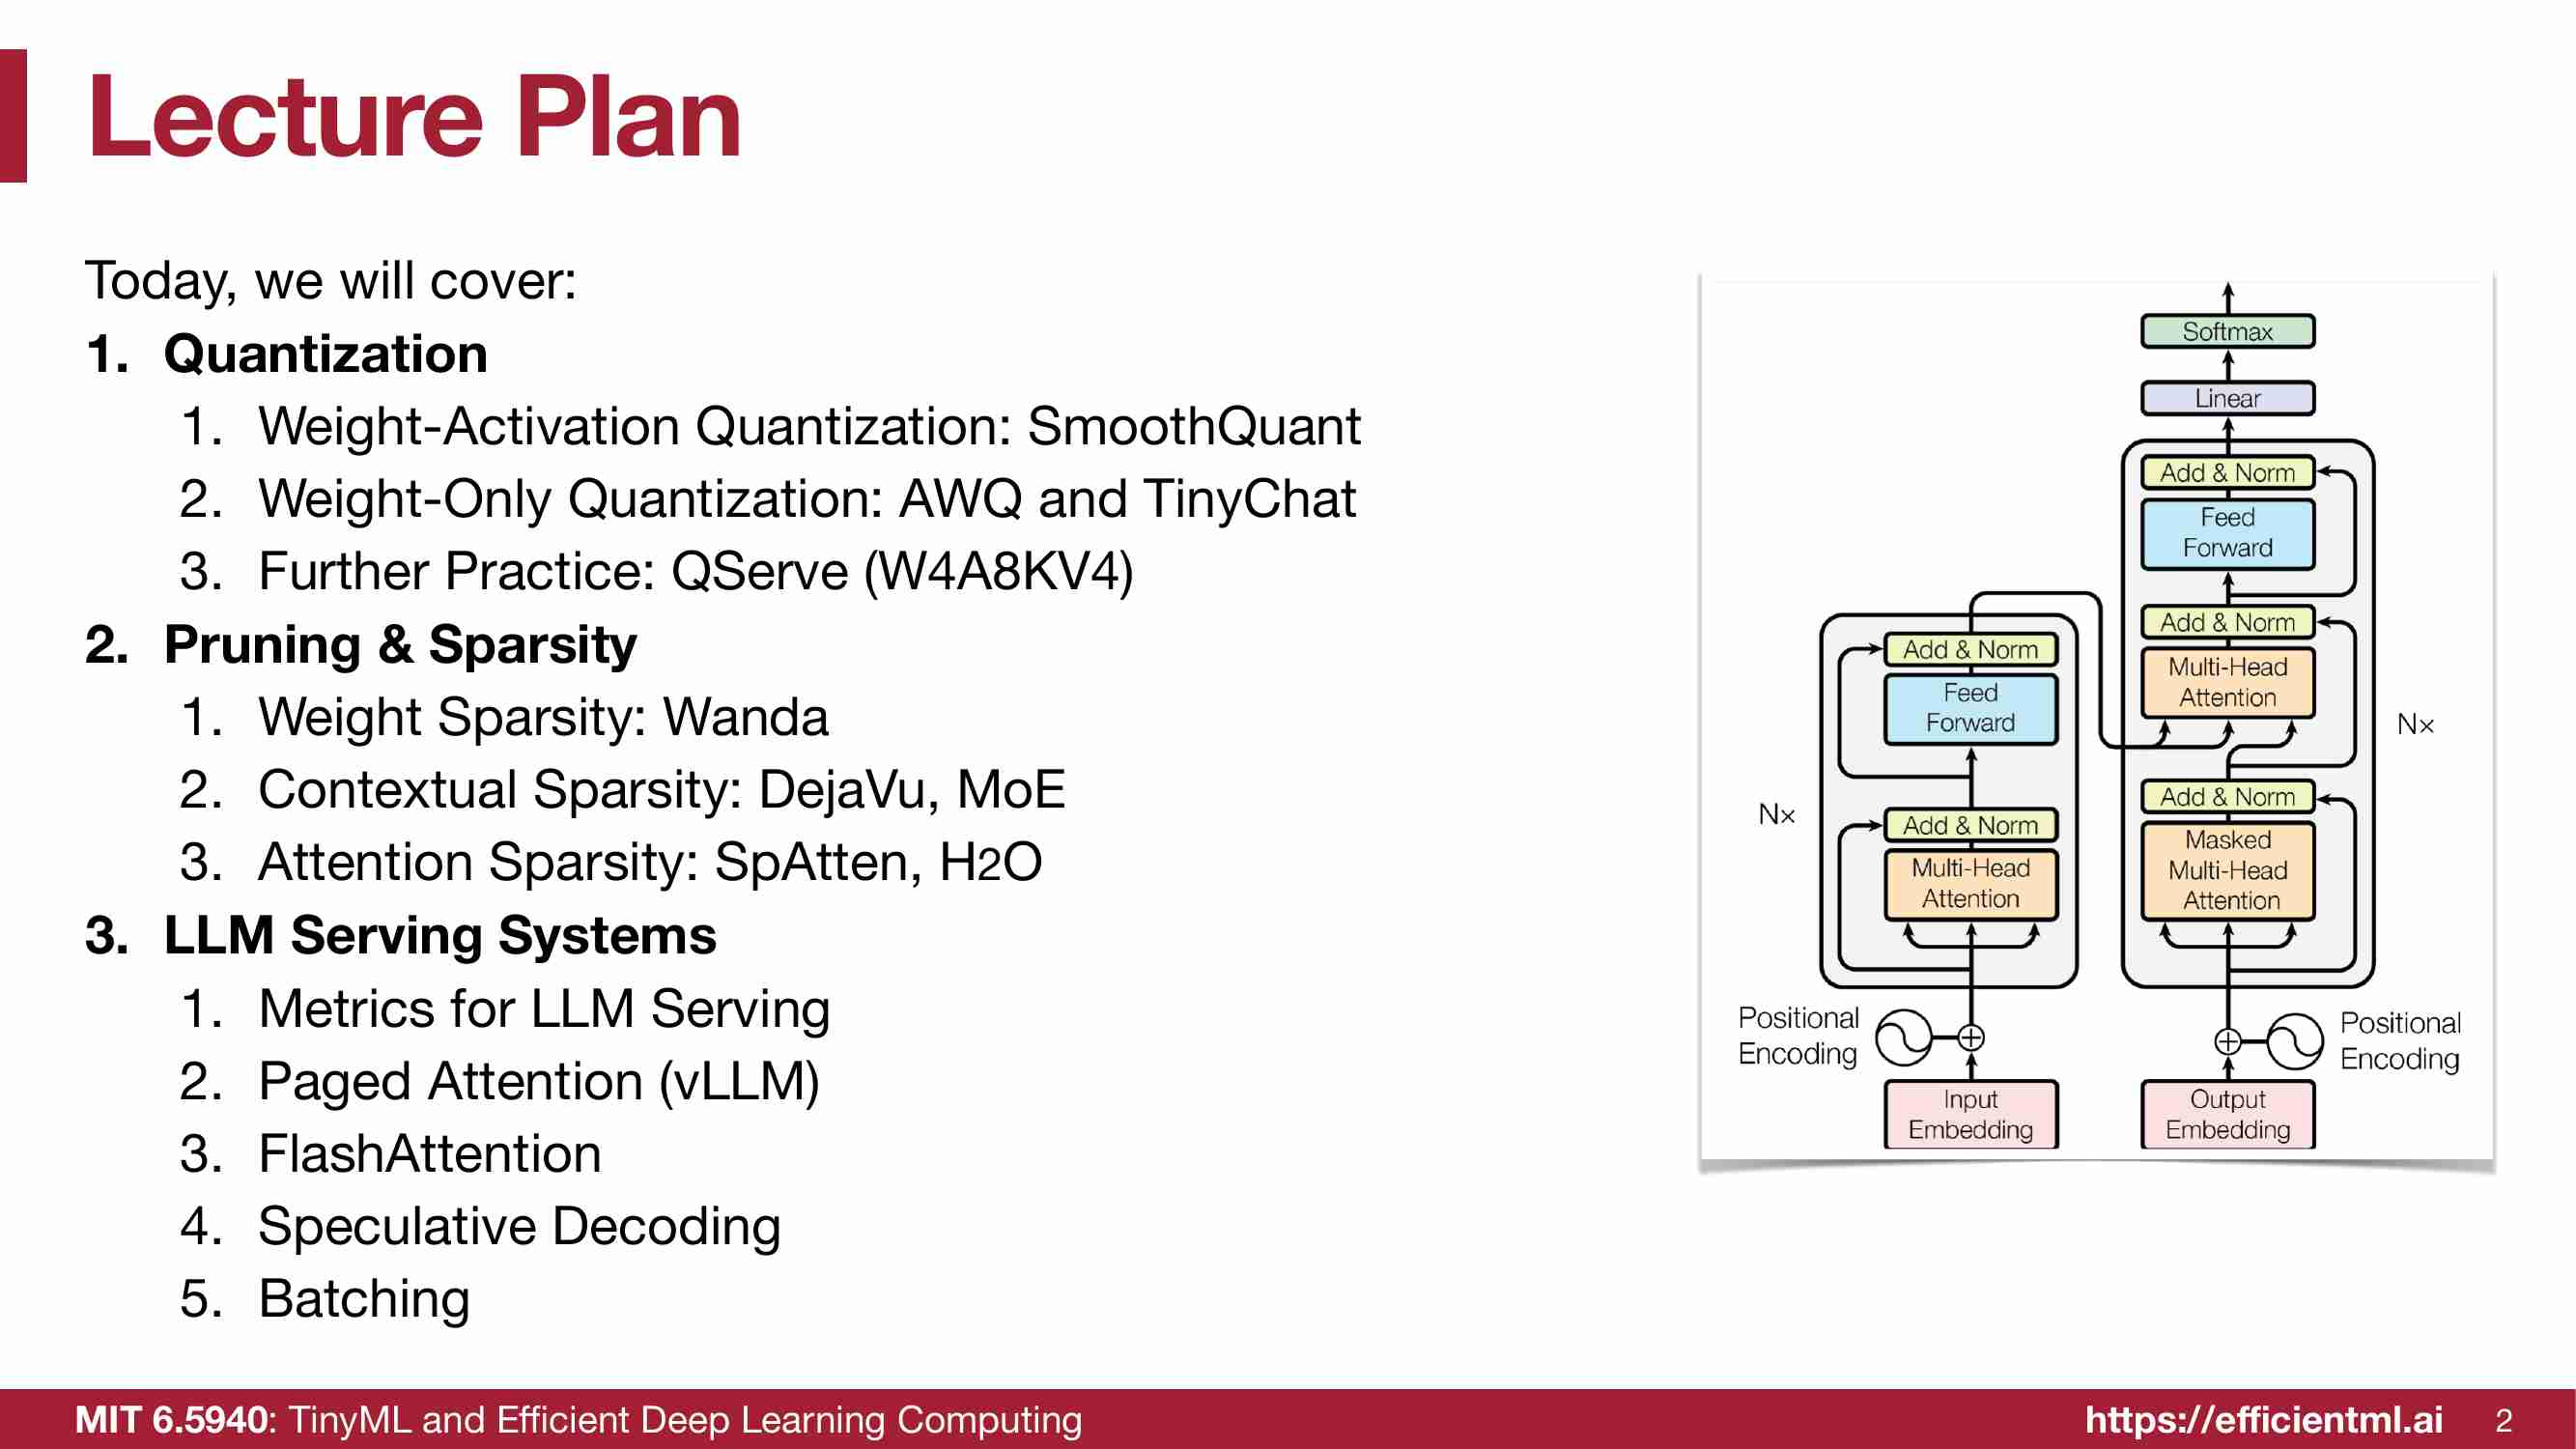 Lecture Plan
Today, we will cover:
1. Quantization
1. Weight-Activation Quantization: SmoothQuant
2. Weight-Only Quantization: AWQ and TinyChat
3. Further Practice: QServe (W4A8KV4)
2. Pruning & Sparsity
1. Weight Sparsity: Wanda
2. Contextual Sparsity: DejaVu, MoE
3. Attention Sparsity: SpAtten, H2O
3. LLM Serving Systems
1. Metrics for LLM Serving
2. Paged Attention (vLLM)
3. FlashAttention
4. Speculative Decoding
5. Batching
Softmax
Linear
Add & Norm
Feed
Forward
Add & Norm
Multi-Head
Attention
N×
Add & Norm
Masked
Multi-Head
Attention
Add & Norm
Feed
Forward
N×
Add & Norm
Multi-Head
Attention
Positional
Encoding
Positional
Encoding
Input
Embedding
Output
Embedding
MIT 6.5940: TinyML and Efficient Deep Learning Computing
https://efficientml.ai
2